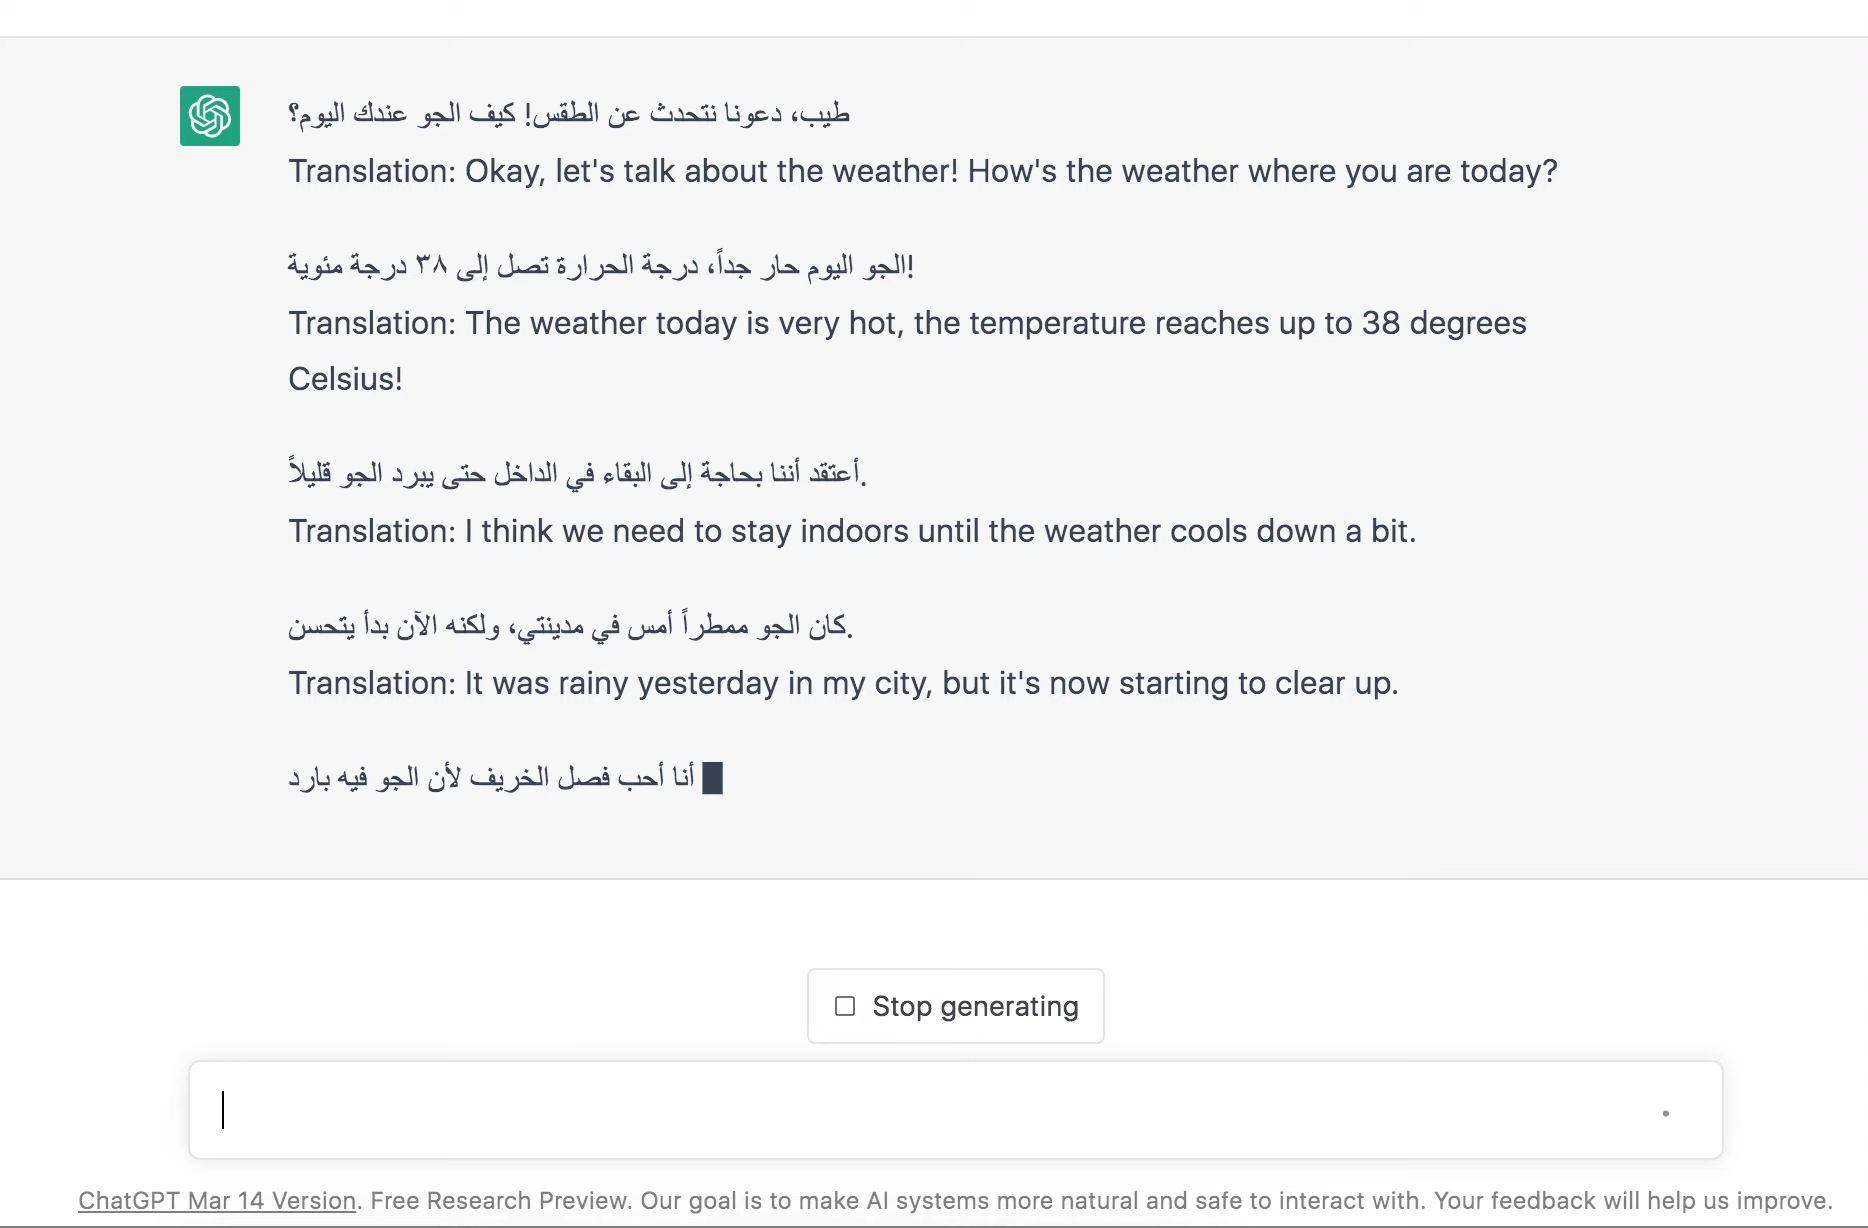 طيب، دعونا نتحدث عن الطقس! كيف الجو عندك اليوم؟
Translation: Okay, let's talk about the weather! How's the weather where you are today?
الجو اليوم حار جداً، درجة الحرارة تصل إلى ٣٨ درجة مئوية!
Translation: The weather today is very hot, the temperature reaches up to 38 degrees
Celsius!
أعتقد أننا بحاجة إلى البقاء في الداخل حتى يبرد الجو قليلاً.
Translation: I think we need to stay indoors until the weather cools down a bit.
كان الجو ممطراً أمس في مدينتي، ولكنه الآن بدأ يتحسن.
Translation: It was rainy yesterday in my city, but it's now starting to clear up.
أنا أحب فصل الخريف لأن الجو فيه بارد
Stop generating
ChatGPT Mar 14 Version. Free Research Preview. Our goal is to make AI systems more natural and safe to interact with. Your feedback will help us improve.